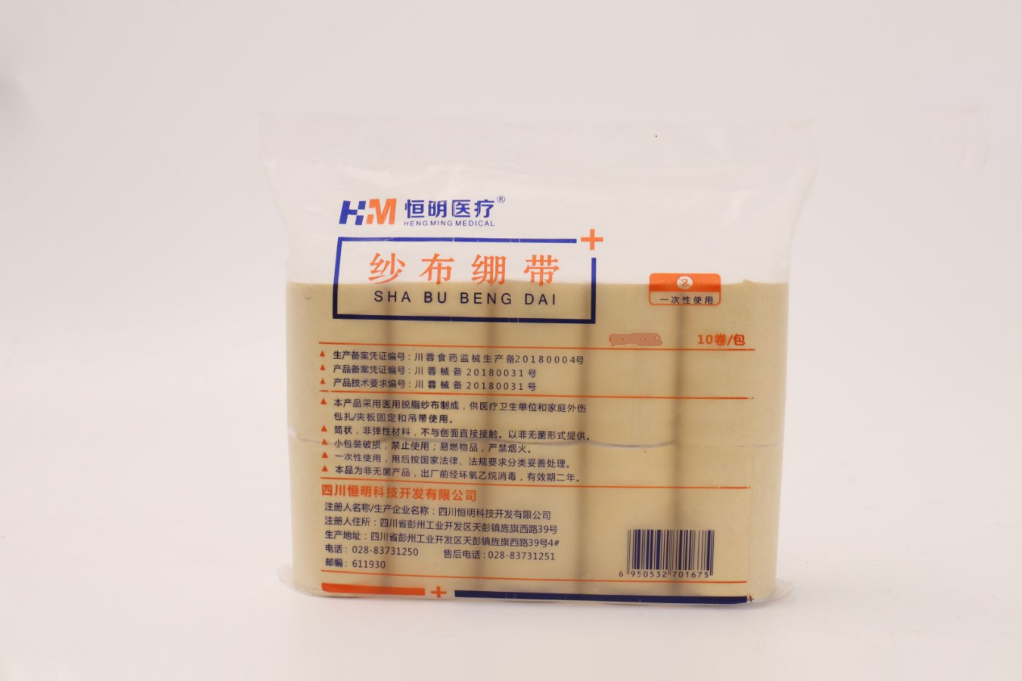 HM 恒明医疗®
HENG MING MEDICAL
纱布绷带
SHA BU BENG DAI
一次性使用
10卷/包
▲ 生产备案凭证编号：川蓉食药监械生产备20180004号
▲ 产品备案凭证编号：川蓉械备20180031号
▲ 产品技术要求编号：川蓉械备20180031号
▲ 本产品采用医用脱脂纱布制成，供医疗卫生单位和家庭外伤
包扎/夹板固定和吊带使用。
▲ 筒状，非弹性材料，不与创面直接接触。以非无菌形式提供。
▲ 小包装破损，禁止使用；易燃物品，严禁烟火。
▲ 一次性使用，用后按国家法律、法规要求分类妥善处理。
▲ 本品为非无菌产品，出厂前经环氧乙烷消毒，有效期二年。
四川恒明科技开发有限公司
注册人名称/生产企业名称：四川恒明科技开发有限公司
注册人住所：四川省彭州工业开发区天彭镇旌旗西路39号
生产地址：四川省彭州工业开发区天彭镇旌旗西路39号4#
电话：028-83731250 售后电话：028-83731251
邮编：611930
6 950532 701675